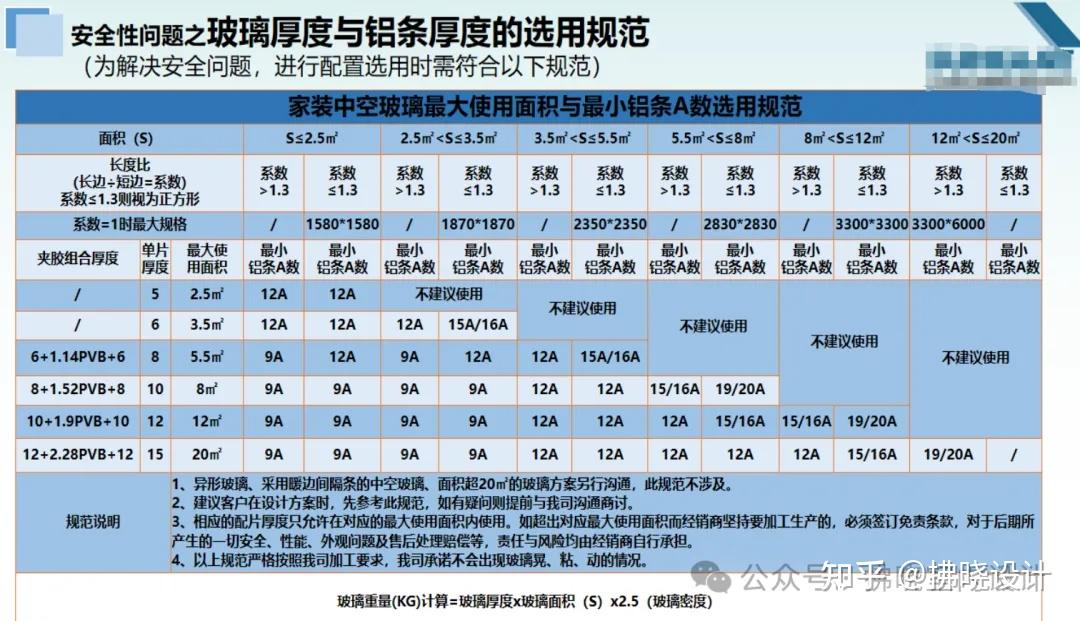 安全性问题之玻璃厚度与铝条厚度的选用规范
（为解决安全问题，进行配置选用时需符合以下规范）
家装中空玻璃最大使用面积与最小铝条A数选用规范
面积（S） S≤2.5㎡ 2.5㎡<S≤3.5㎡ 3.5㎡<S≤5.5㎡ 5.5㎡<S≤8㎡ 8㎡<S≤12㎡ 12㎡<S≤20㎡
长度比
(长边÷短边=系数)
系数≤1.3则视为正方形
系数 系数 系数 系数 系数 系数 系数 系数 系数 系数 系数 系数
>1.3 ≤1.3 >1.3 ≤1.3 >1.3 ≤1.3 >1.3 ≤1.3 >1.3 ≤1.3 >1.3 ≤1.3
系数=1时最大规格 / 1580*1580 / 1870*1870 / 2350*2350 / 2830*2830 / 3300*3300 3300*6000 /
夹胶组合厚度
单片 最大使 最小 最小 最小 最小 最小 最小 最小 最小 最小 最小 最小 最小
厚度 用面积 铝条A数 铝条A数 铝条A数 铝条A数 铝条A数 铝条A数 铝条A数 铝条A数 铝条A数 铝条A数 铝条A数 铝条A数
/ 5 2.5㎡ 12A 12A 不建议使用
不建议使用
/ 6 3.5㎡ 12A 12A 12A 15A/16A
不建议使用
不建议使用
不建议使用
6+1.14PVB+6 8 5.5㎡ 9A 12A 9A 12A 12A 15A/16A
8+1.52PVB+8 10 8㎡ 9A 9A 9A 9A 12A 12A 15/16A 19/20A
10+1.9PVB+10 12 12㎡ 9A 9A 9A 9A 12A 12A 12A 15/16A 15/16A 19/20A
12+2.28PVB+12 15 20㎡ 9A 9A 9A 9A 12A 12A 12A 12A 12A 15/16A 19/20A /
规范说明
1、异形玻璃、采用暖边间隔条的中空玻璃、面积超20㎡的玻璃方案另行沟通，此规范不涉及。
2、建议客户在设计方案时，先参考此规范，如有疑问则提前与我司沟通商讨。
3、相应的配片厚度只允许在对应的最大使用面积内使用。如超出对应最大使用面积而经销商坚持要加工生产的，必须签订免责条款，对于后期所
产生的一切安全、性能、外观问题及售后处理赔偿等，责任与风险均由经销商自行承担。
4、以上规范严格按照我司加工要求，我司承诺不会出现玻璃晃、粘、动的情况。
玻璃重量(KG)计算=玻璃厚度x玻璃面积（S）x2.5（玻璃密度）
公众号
知乎 @拂晓设计